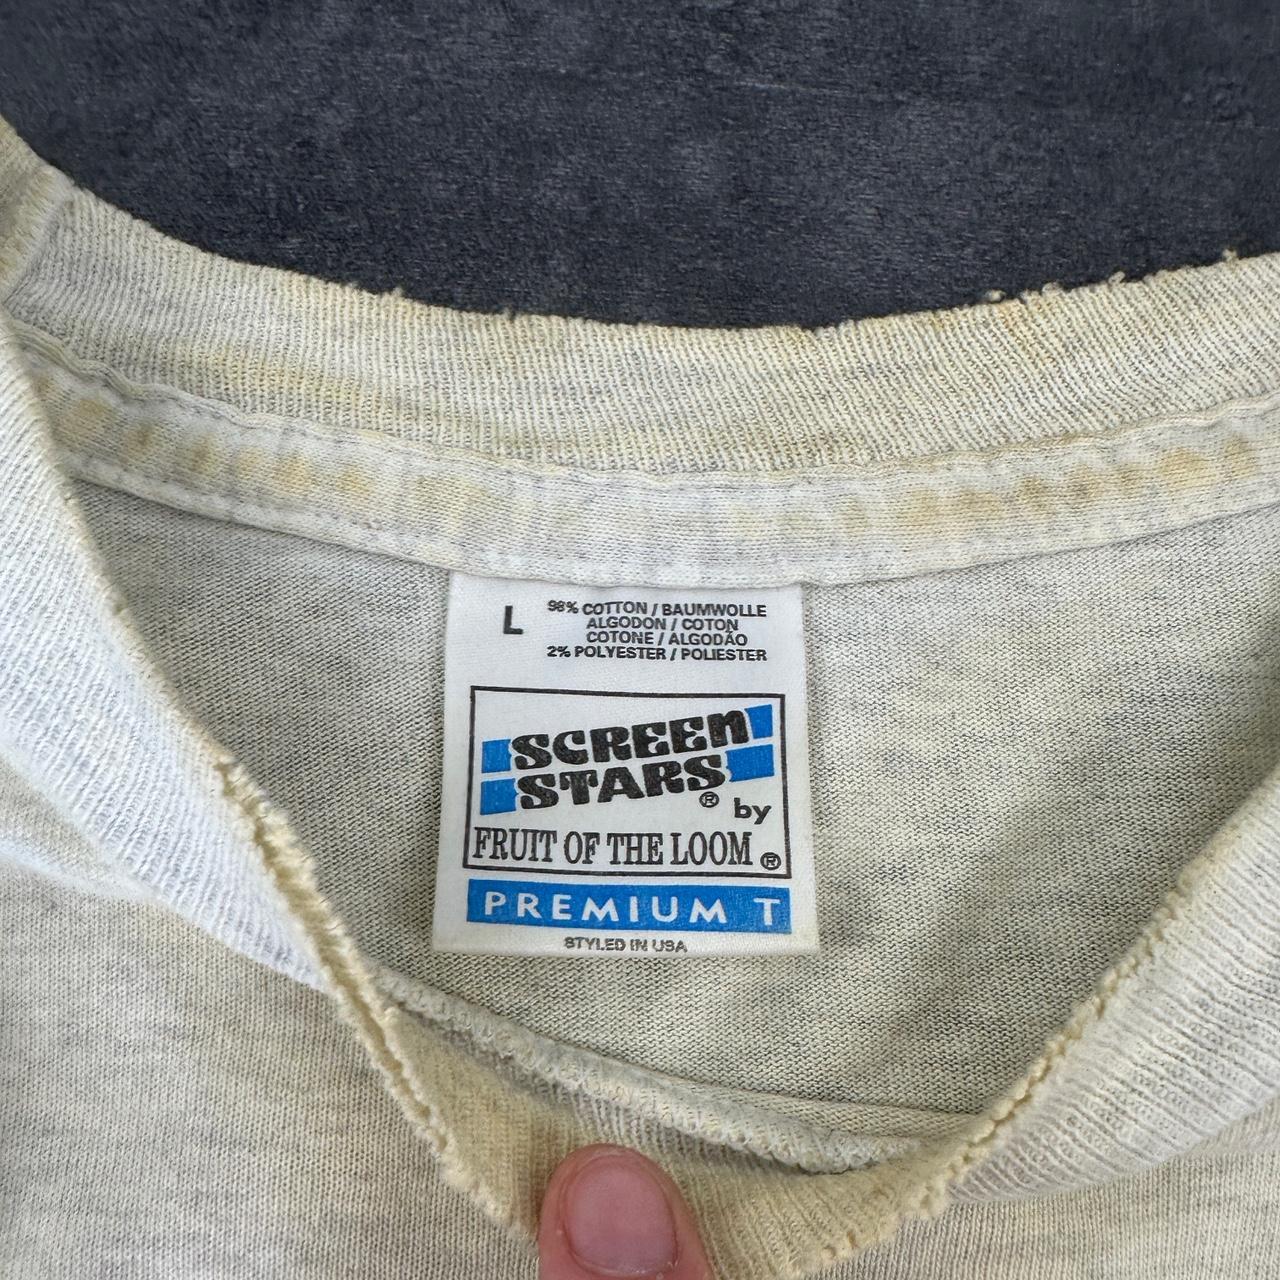 L
98% COTTON / BAUMWOLLE
ALGODON / COTON
COTONE / ALGODÃO
2% POLYESTER / POLIESTER
SCREEN
STARS® by
FRUIT OF THE LOOM®
PREMIUM T
STYLED IN USA